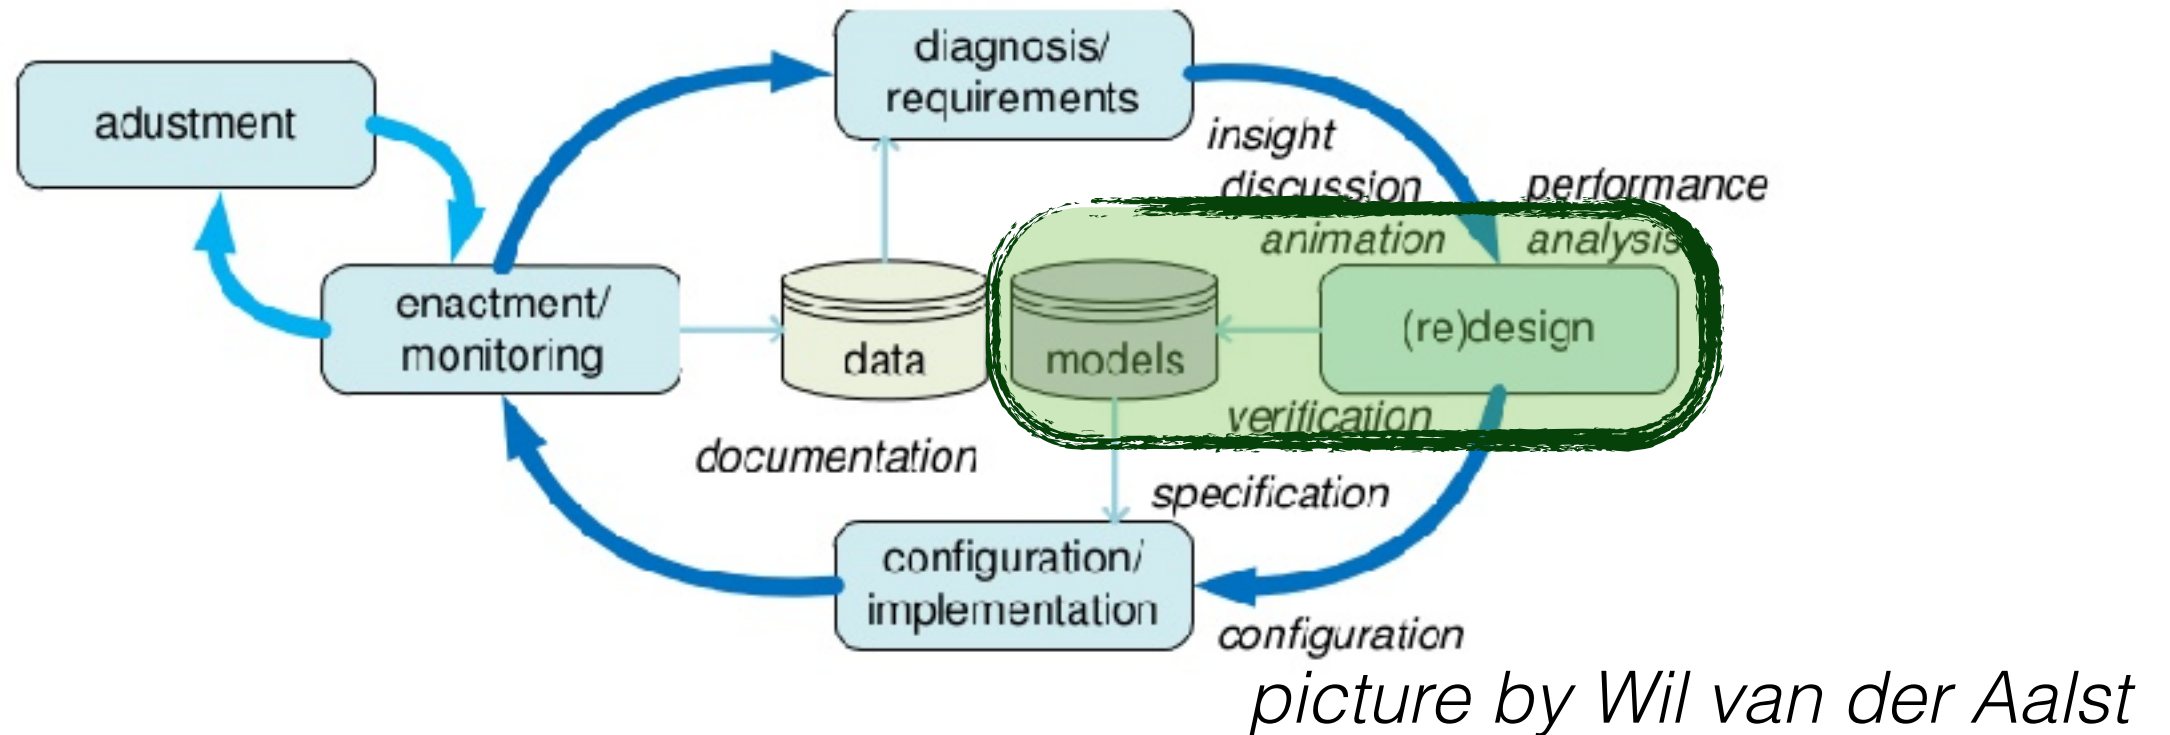 diagnosis/
requirements
adustment
insight
discussion
performance
animation
analysis
enactment/
monitoring
data
models
(re)design
verification
documentation
specification
configuration/
implementation
configuration
picture by Wil van der Aalst